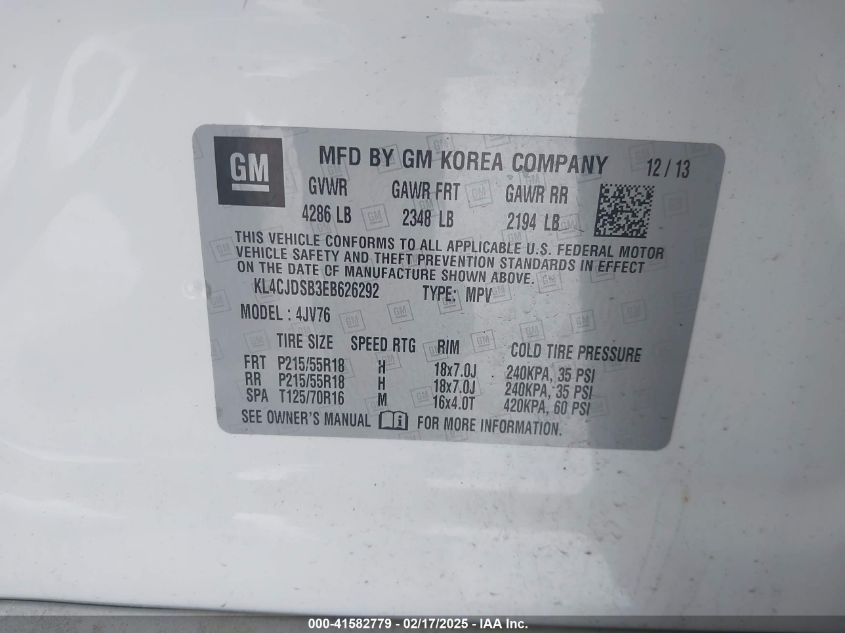 GM
MFD BY GM KOREA COMPANY 12 / 13
GVWR GAWR FRT GAWR RR
4286 LB 2348 LB 2194 LB
THIS VEHICLE CONFORMS TO ALL APPLICABLE U.S. FEDERAL MOTOR
VEHICLE SAFETY AND THEFT PREVENTION STANDARDS IN EFFECT
ON THE DATE OF MANUFACTURE SHOWN ABOVE.
KL4CJDSB3EB626292 TYPE: MPV
MODEL : 4JV76
TIRE SIZE SPEED RTG RIM COLD TIRE PRESSURE
FRT P215/55R18 H 18x7.0J 240KPA, 35 PSI
RR P215/55R18 H 18x7.0J 240KPA, 35 PSI
SPA T125/70R16 M 16x4.0T 420KPA, 60 PSI
SEE OWNER'S MANUAL FOR MORE INFORMATION.
000-41582779 - 02/17/2025 - IAA Inc.